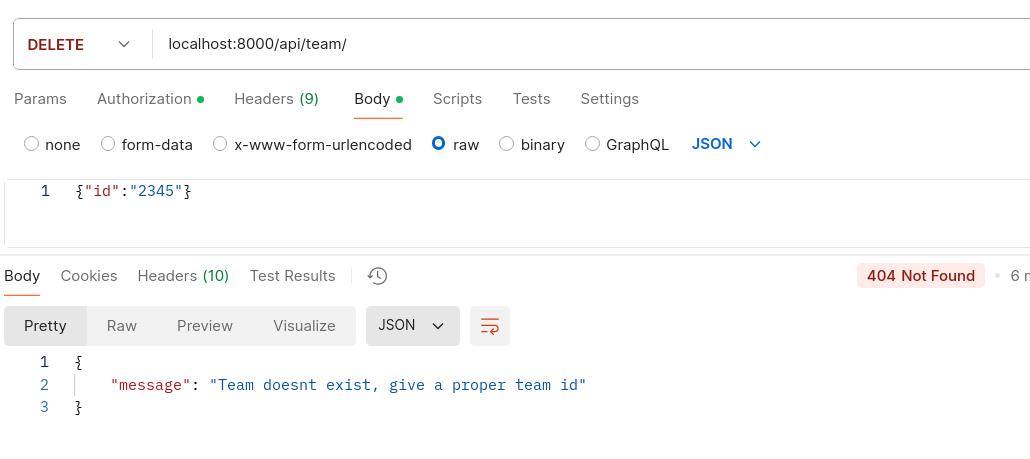 DELETE localhost:8000/api/team/
Params Authorization Headers (9) Body Scripts Tests Settings
none form-data x-www-form-urlencoded raw binary GraphQL JSON
1 {"id":"2345"}
Body Cookies Headers (10) Test Results 404 Not Found 6
Pretty Raw Preview Visualize JSON
1 {
2 "message": "Team doesnt exist, give a proper team id"
3 }